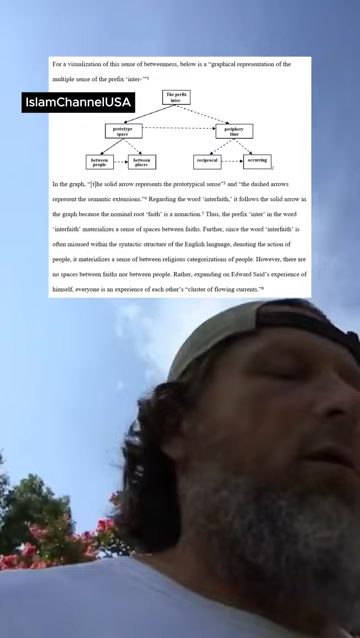 For a visualization of this sense of betweenness, below is a “graphical representation of the
multiple sense of the prefix ‘inter-’”¹
IslamChannelUSA
The prefix
inter-
prototype
space
periphery
time
between
people
between
places
reciprocal
occurring
In the graph, “[t]he solid arrow represents the prototypical sense” and “the dashed arrows
represent the semantic extensions.” Regarding the word ‘interfaith,’ it follows the solid arrow in
the graph because the nominal root ‘faith’ is a nonaction. Thus, the prefix ‘inter’ in the word
‘interfaith’ materializes a sense of spaces between faiths. Further, since the word ‘interfaith’ is
often misused within the syntactic structure of the English language, denoting the action of
people, it materializes a sense of between religious categorizations of people. However, there are
no spaces between faiths nor between people. Rather, expanding on Edward Said’s experience of
himself, everyone is an experience of each other’s “cluster of flowing currents.”